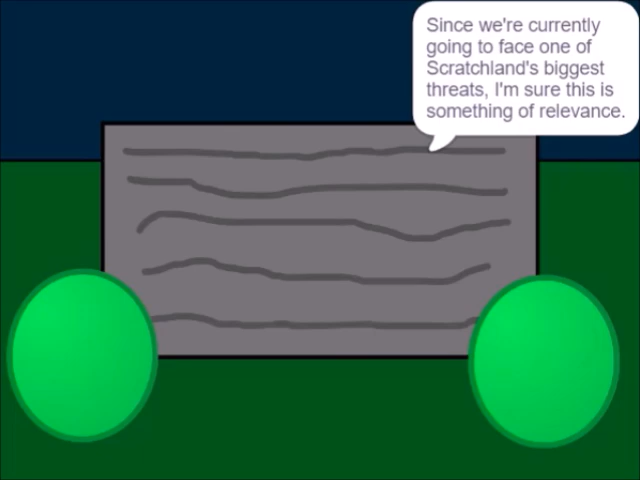 Since we're currently
going to face one of
Scratchland's biggest
threats, I'm sure this is
something of relevance.